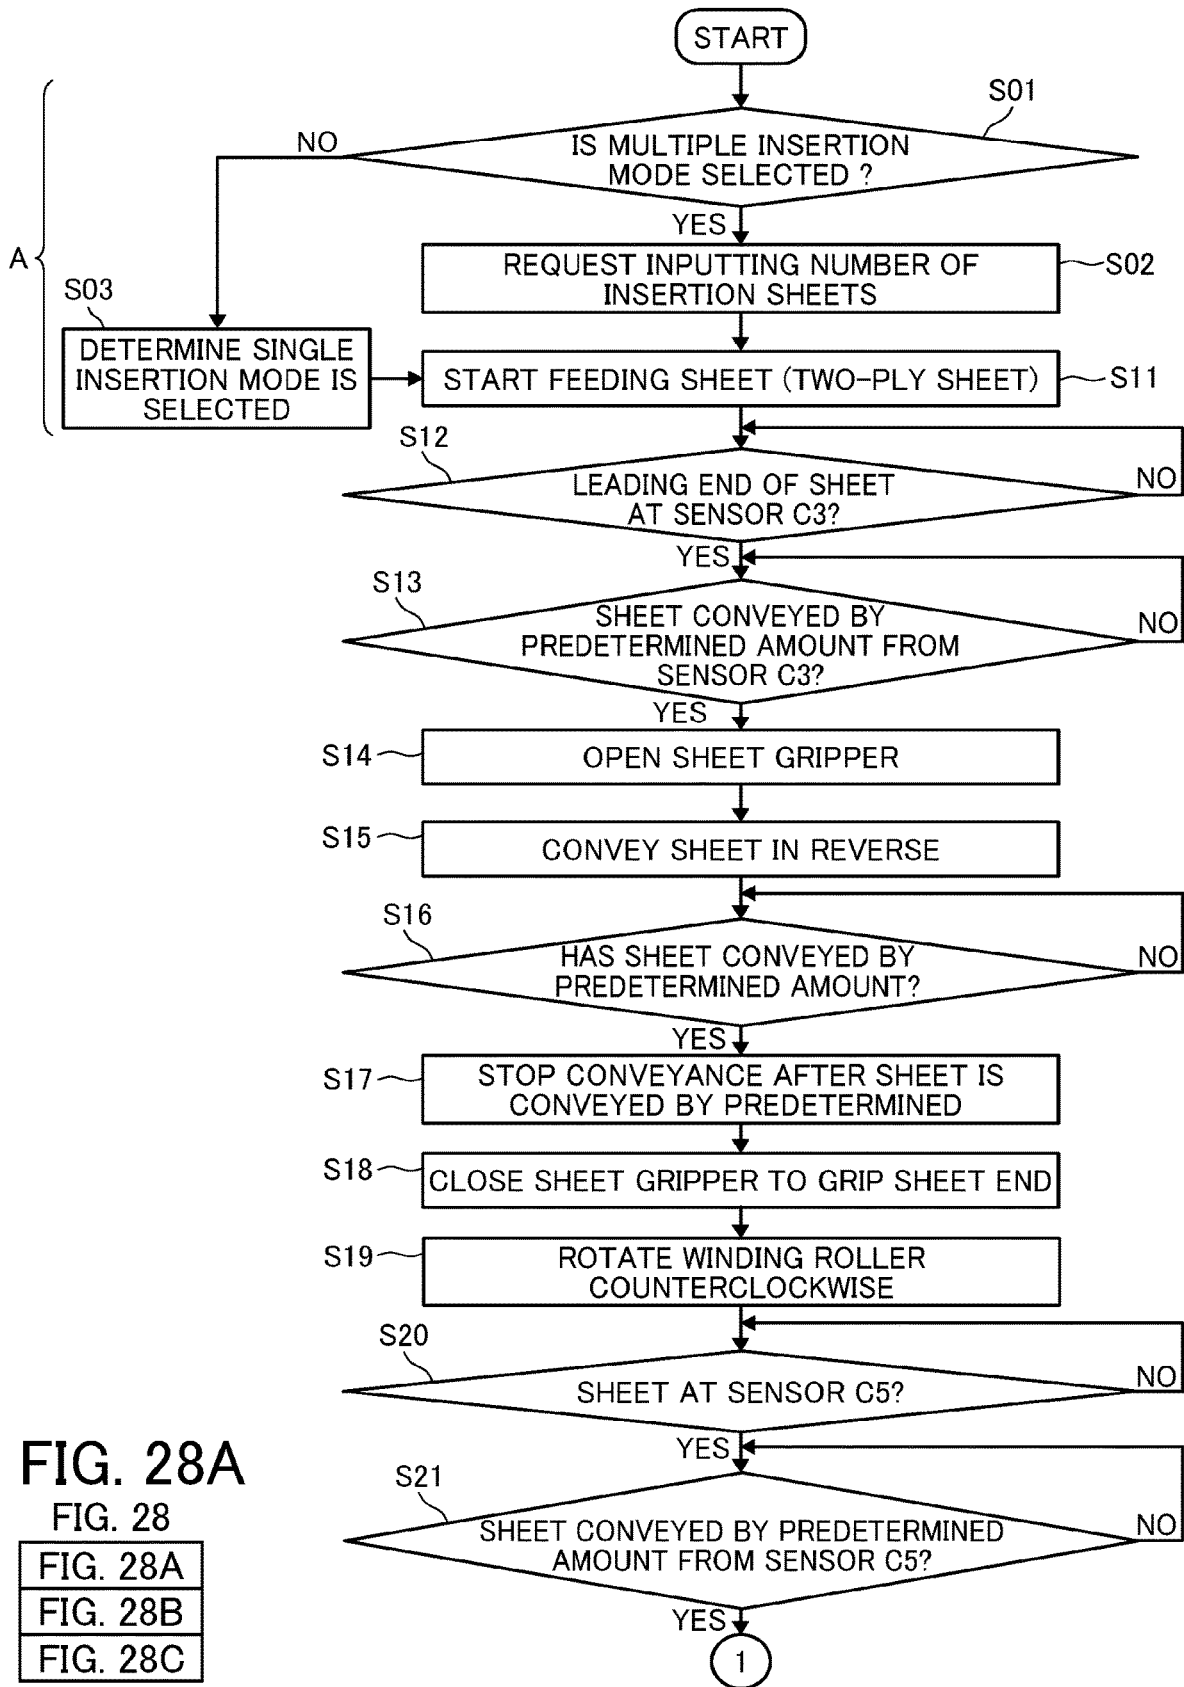 START
S01
NO
IS MULTIPLE INSERTION
MODE SELECTED ?
YES
A
REQUEST INPUTTING NUMBER OF
INSERTION SHEETS
S02
S03
DETERMINE SINGLE
INSERTION MODE IS
SELECTED
START FEEDING SHEET (TWO-PLY SHEET)
S11
S12
LEADING END OF SHEET
AT SENSOR C3?
NO
YES
S13
SHEET CONVEYED BY
PREDETERMINED AMOUNT FROM
SENSOR C3?
NO
YES
S14
OPEN SHEET GRIPPER
S15
CONVEY SHEET IN REVERSE
S16
HAS SHEET CONVEYED BY
PREDETERMINED AMOUNT?
NO
YES
S17
STOP CONVEYANCE AFTER SHEET IS
CONVEYED BY PREDETERMINED
S18
CLOSE SHEET GRIPPER TO GRIP SHEET END
S19
ROTATE WINDING ROLLER
COUNTERCLOCKWISE
S20
SHEET AT SENSOR C5?
NO
YES
S21
SHEET CONVEYED BY PREDETERMINED
AMOUNT FROM SENSOR C5?
NO
YES
1
FIG. 28A
FIG. 28
FIG. 28A
FIG. 28B
FIG. 28C